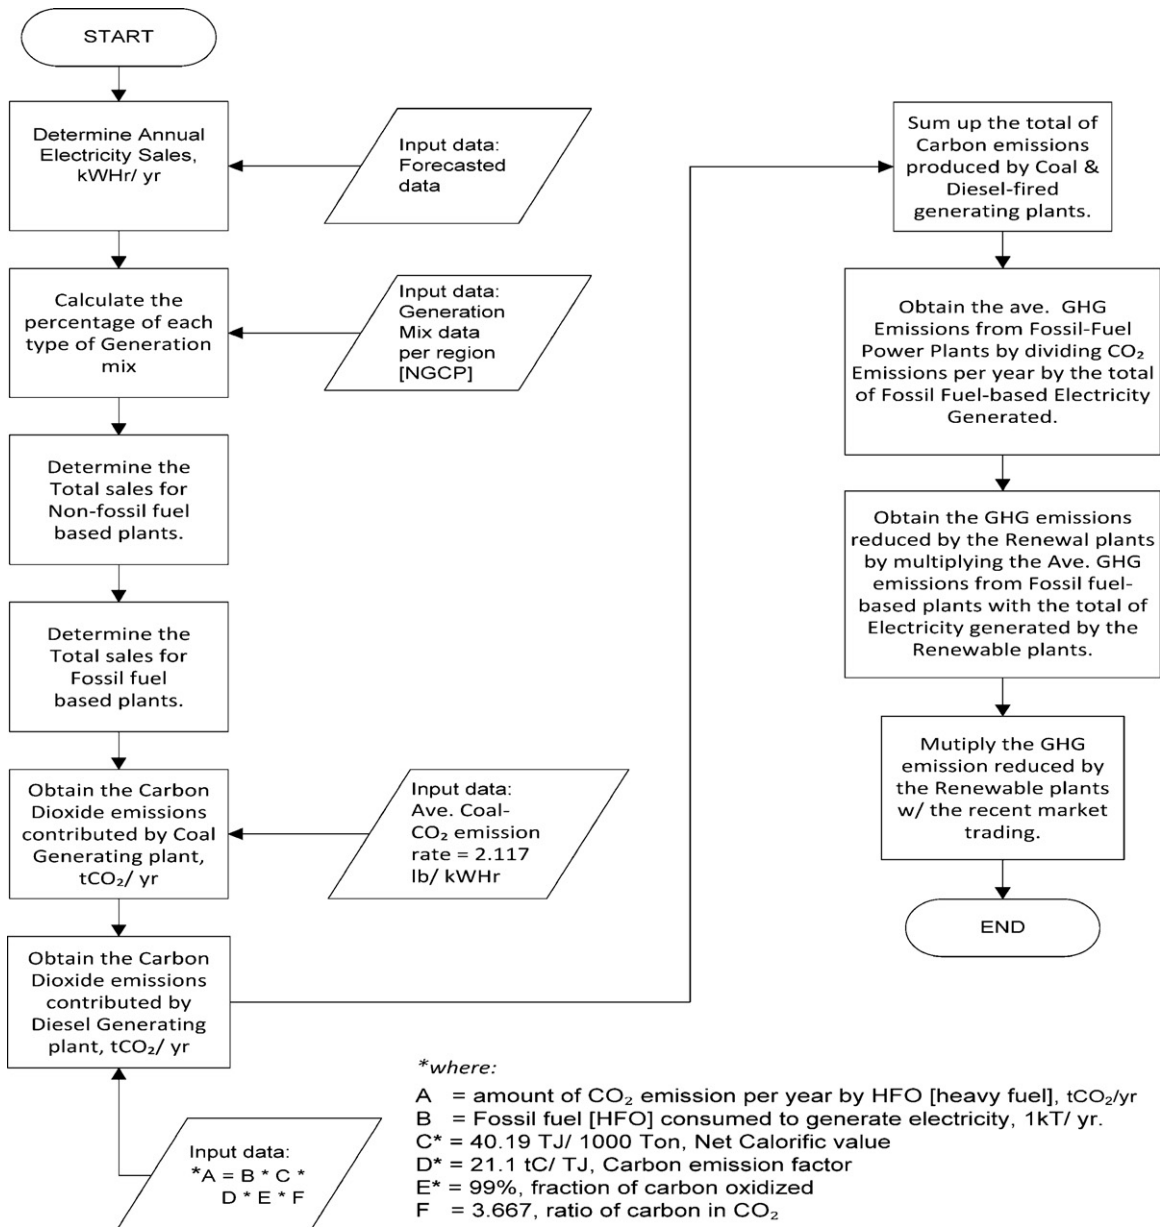 START
Determine Annual
Electricity Sales,
kWHr/ yr
Input data:
Forecasted
data
Calculate the
percentage of each
type of Generation
mix
Input data:
Generation
Mix data
per region
[NGCP]
Determine the
Total sales for
Non-fossil fuel
based plants.
Determine the
Total sales for
Fossil fuel
based plants.
Obtain the Carbon
Dioxide emissions
contributed by Coal
Generating plant,
tCO₂/ yr
Input data:
Ave. Coal-
CO₂ emission
rate = 2.117
lb/ kWHr
Obtain the Carbon
Dioxide emissions
contributed by
Diesel Generating
plant, tCO₂/ yr
Input data:
*A = B * C *
D * E * F
Sum up the total of
Carbon emissions
produced by Coal &
Diesel-fired
generating plants.
Obtain the ave. GHG
Emissions from Fossil-Fuel
Power Plants by dividing CO₂
Emissions per year by the total
of Fossil Fuel-based Electricity
Generated.
Obtain the GHG emissions
reduced by the Renewal plants
by multiplying the Ave. GHG
emissions from Fossil fuel-
based plants with the total of
Electricity generated by the
Renewable plants.
Mutiply the GHG
emission reduced by
the Renewable plants
w/ the recent market
trading.
END
*where:
A = amount of CO₂ emission per year by HFO [heavy fuel], tCO₂/yr
B = Fossil fuel [HFO] consumed to generate electricity, 1kT/ yr.
C* = 40.19 TJ/ 1000 Ton, Net Calorific value
D* = 21.1 tC/ TJ, Carbon emission factor
E* = 99%, fraction of carbon oxidized
F = 3.667, ratio of carbon in CO₂